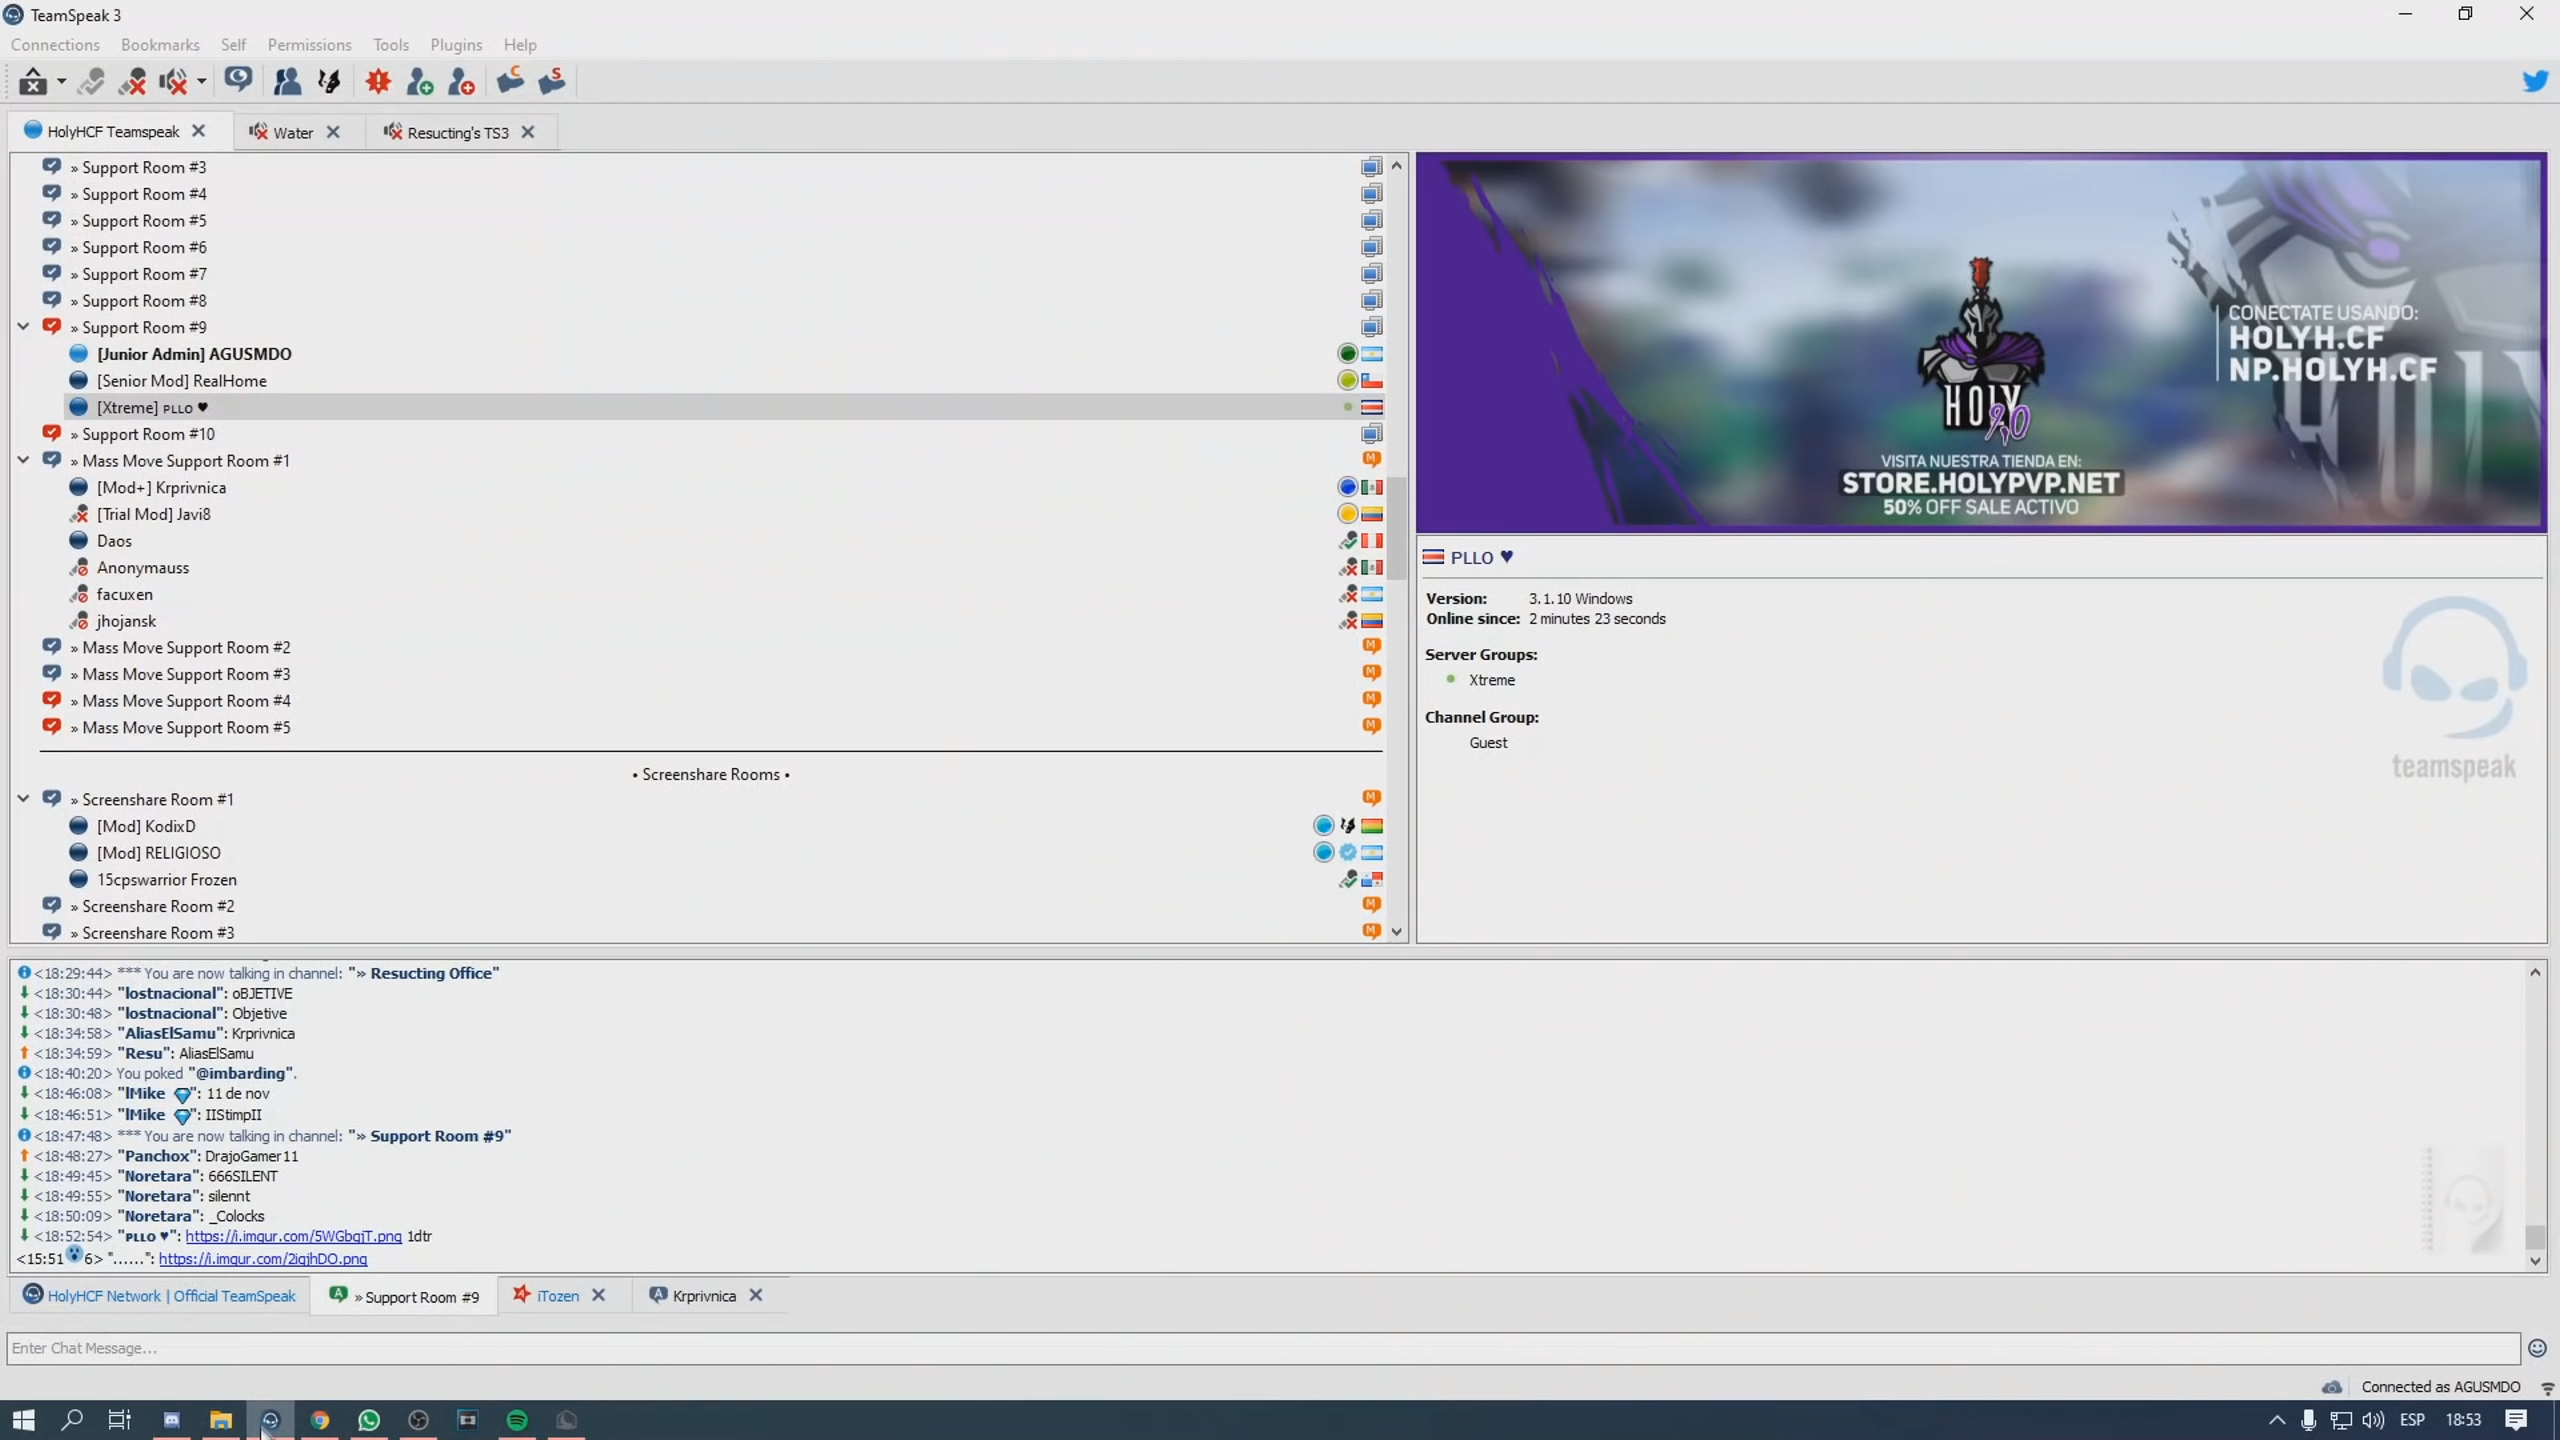 TeamSpeak 3
Connections Bookmarks Self Permissions Tools Plugins Help
HolyHCF Teamspeak Water Resucting's TS3
» Support Room #3
» Support Room #4
» Support Room #5
» Support Room #6
» Support Room #7
» Support Room #8
» Support Room #9
[Junior Admin] AGUSMDO
[Senior Mod] RealHome
[Xtreme] ᴘʟʟᴏ ♥
» Support Room #10
» Mass Move Support Room #1
[Mod+] Krprivnica
[Trial Mod] Javi8
Daos
Anonymauss
facuxen
jhojansk
» Mass Move Support Room #2
» Mass Move Support Room #3
» Mass Move Support Room #4
» Mass Move Support Room #5
• Screenshare Rooms •
» Screenshare Room #1
[Mod] KodixD
[Mod] RELIGIOSO
15cpswarrior Frozen
» Screenshare Room #2
» Screenshare Room #3
CONECTATE USANDO:
HOLYH.CF
NP.HOLYH.CF
HOLY
VISITA NUESTRA TIENDA EN:
STORE.HOLYPVP.NET
50% OFF SALE ACTIVO
ᴘʟʟᴏ ♥
Version: 3.1.10 Windows
Online since: 2 minutes 23 seconds
Server Groups:
Xtreme
Channel Group:
Guest
teamspeak
<18:29:44> *** You are now talking in channel: "» Resucting Office"
<18:30:44> "lostnacional": oBJETIVE
<18:30:48> "lostnacional": Objetive
<18:34:58> "AliasElSamu": Krprivnica
<18:34:59> "Resu": AliasElSamu
<18:40:20> You poked "@imbarding".
<18:46:08> "lMike 💎": 11 de nov
<18:46:51> "lMike 💎": IIStimpII
<18:47:48> *** You are now talking in channel: "» Support Room #9"
<18:48:27> "Panchox": DrajoGamer11
<18:49:45> "Noretara": 666SILENT
<18:49:55> "Noretara": silennt
<18:50:09> "Noretara": _Colocks
<18:52:54> "ᴘʟʟᴏ ♥": https://i.imgur.com/5WGbqjT.png 1dtr
<15:51 6> "......": https://i.imgur.com/2iqjhDO.png
HolyHCF Network | Official TeamSpeak » Support Room #9 iTozen Krprivnica
Enter Chat Message...
Connected as AGUSMDO
ESP 18:53